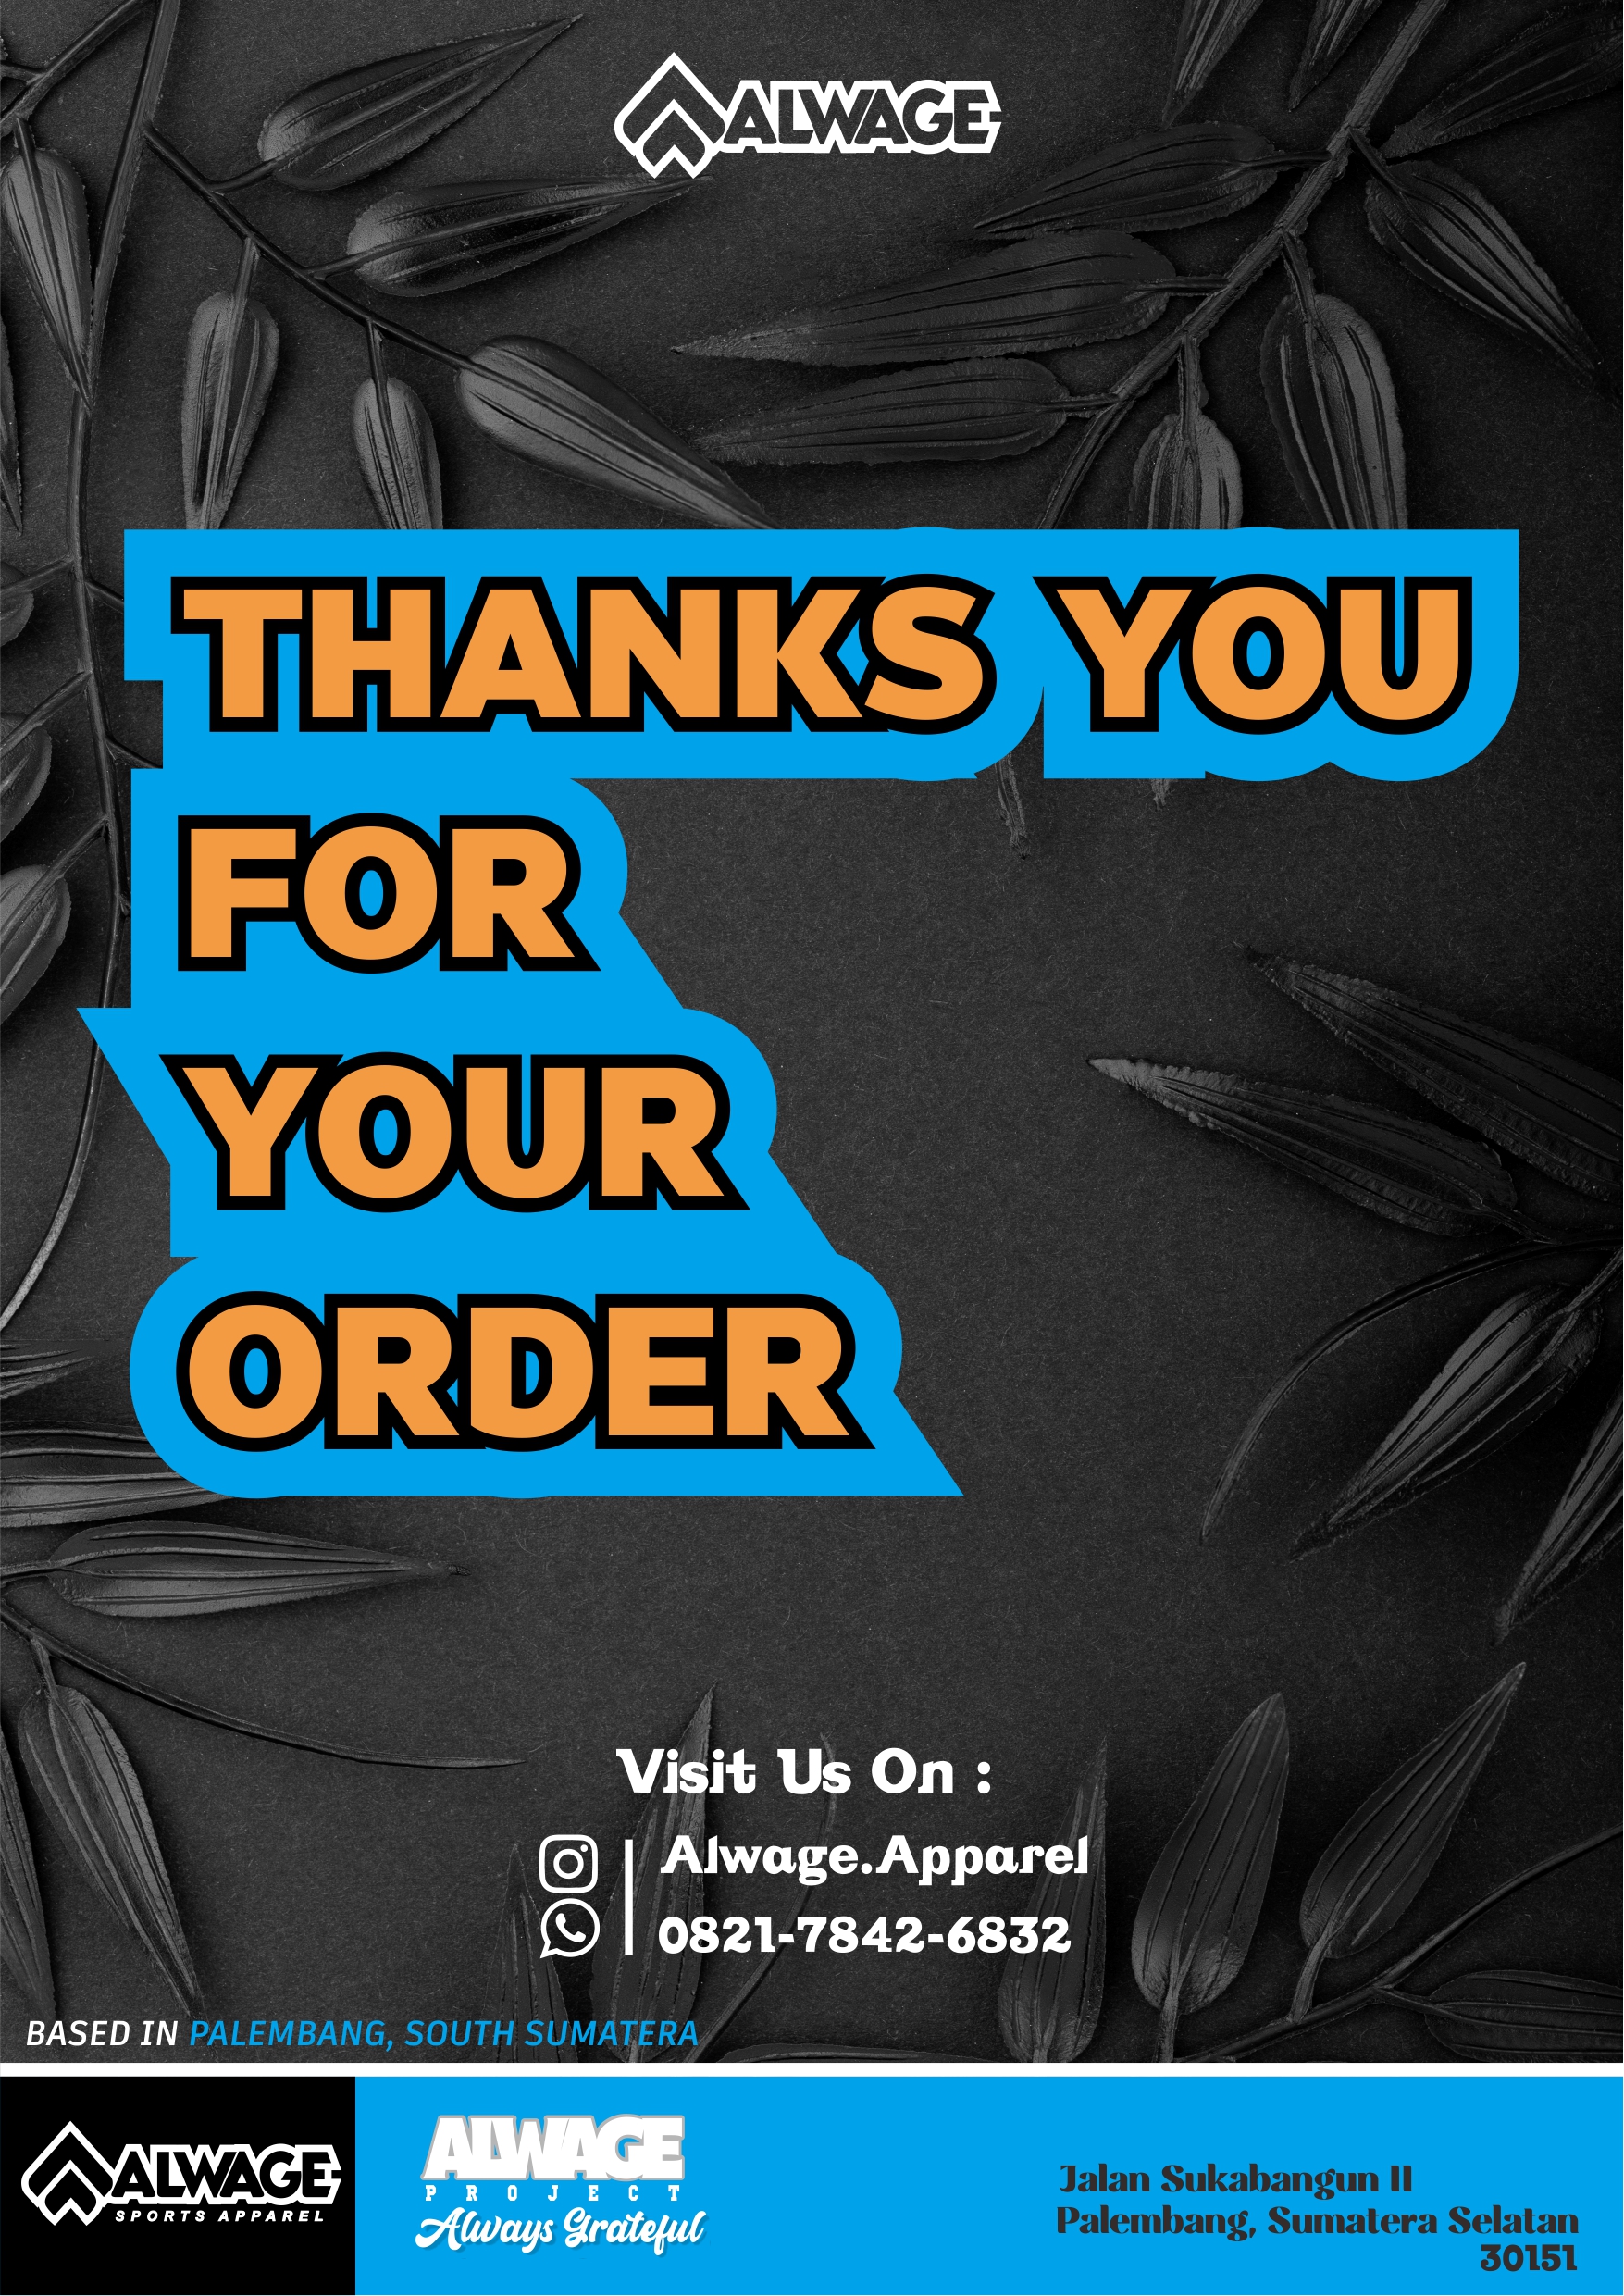 ALWAGE
THANKS YOU
FOR
YOUR
ORDER
Visit Us On :
Alwage.Apparel
0821-7842-6832
BASED IN PALEMBANG, SOUTH SUMATERA
ALWAGE
SPORTS APPAREL
ALWAGE
PROJECT
Always Grateful
Jalan Sukabangun II
Palembang, Sumatera Selatan
30151